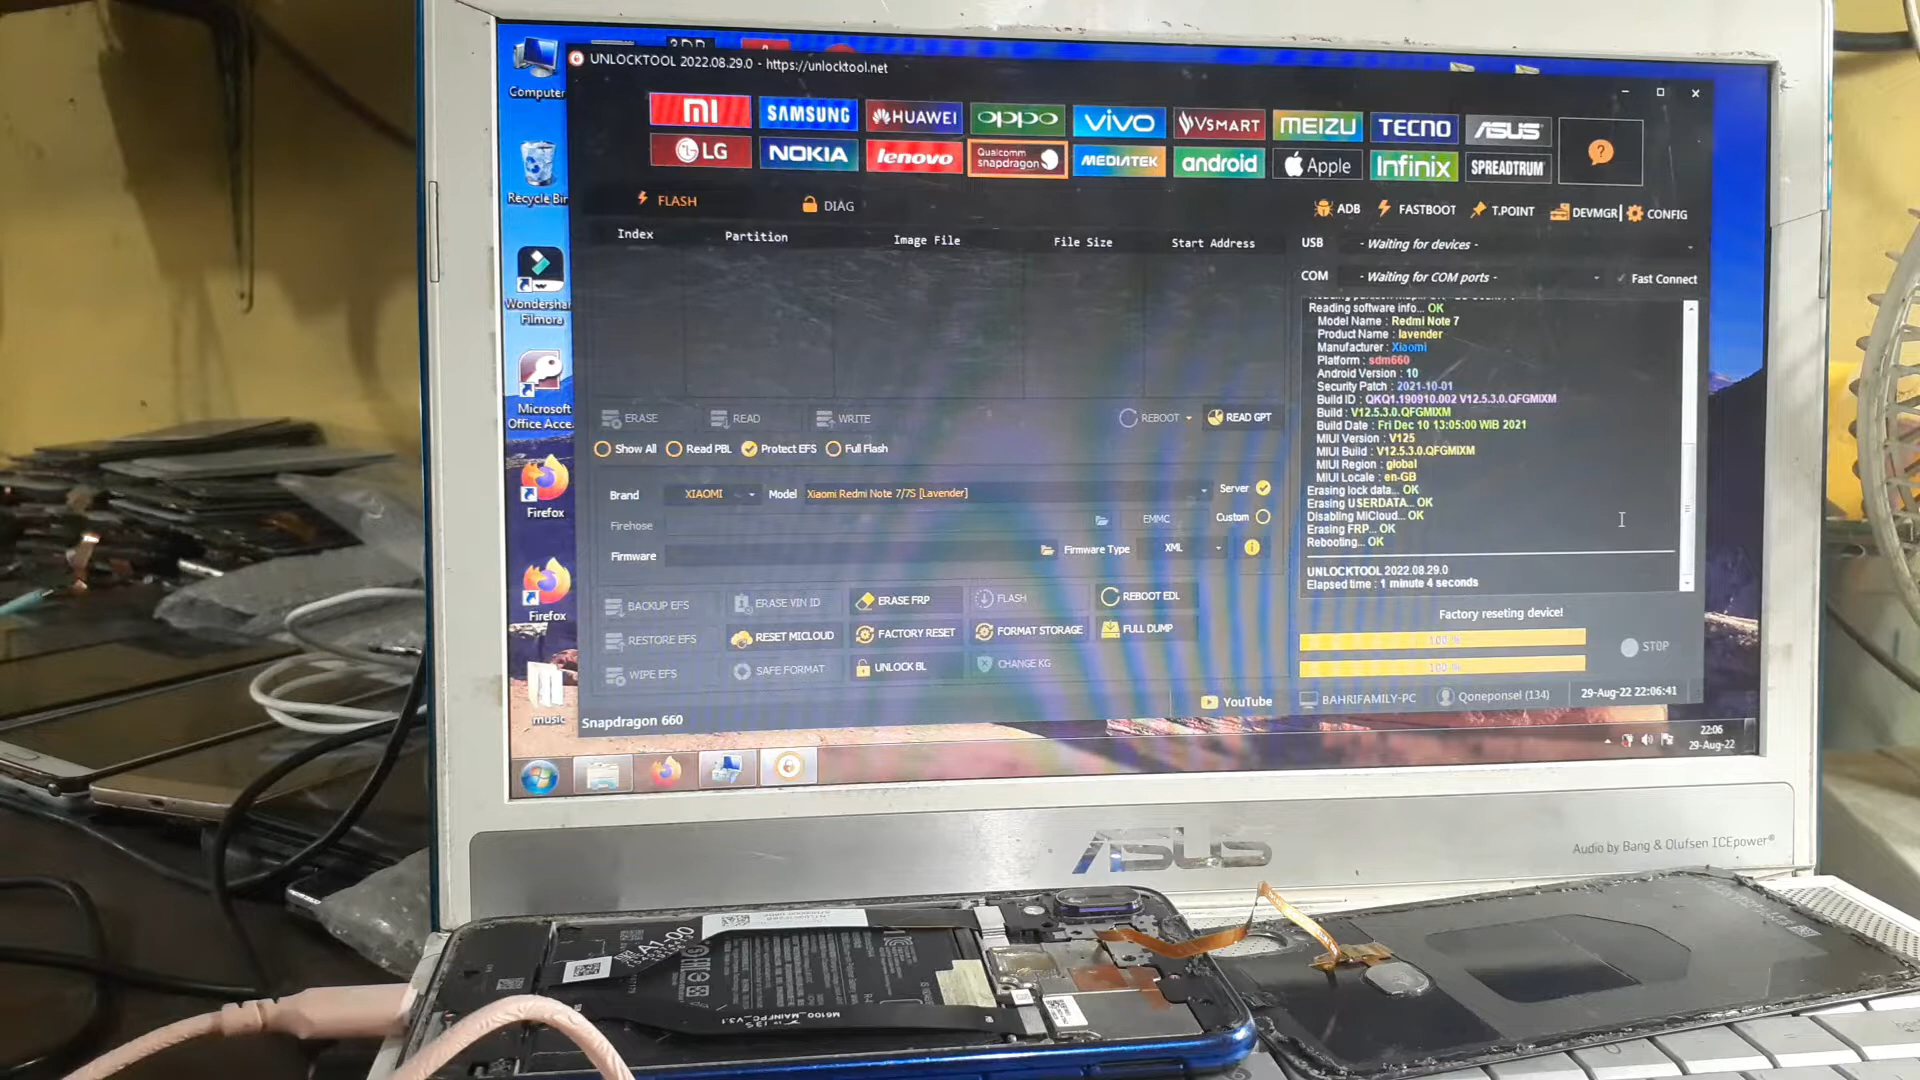 Computer
Recycle Bin
Wondershar
Filmora
Microsoft
Office Acce...
Firefox
Firefox
music
UNLOCKTOOL 2022.08.29.0 - https://unlocktool.net
mi
SAMSUNG
HUAWEI
oppo
vivo
VSMART
MEIZU
TECNO
ASUS
LG
NOKIA
lenovo
Qualcomm
snapdragon
MEDIATEK
android
Apple
Infinix
SPREADTRUM
?
FLASH
DIAG
ADB
FASTBOOT
T.POINT
DEVMGR
CONFIG
Index
Partition
Image File
File Size
Start Address
USB
- Waiting for devices -
COM
- Waiting for COM ports -
Fast Connect
Reading software info... OK
Model Name : Redmi Note 7
Product Name : lavender
Manufacturer : Xiaomi
Platform : sdm660
Android Version : 10
Security Patch : 2021-10-01
Build ID : QKQ1.190910.002 V12.5.3.0.QFGMIXM
Build : V12.5.3.0.QFGMIXM
Build Date : Fri Dec 10 13:05:00 WIB 2021
MIUI Version : V125
MIUI Build : V12.5.3.0.QFGMIXM
MIUI Region : global
MIUI Locale : en-GB
Erasing lock data... OK
Erasing USERDATA... OK
Disabling MiCloud... OK
Erasing FRP... OK
Rebooting... OK
UNLOCKTOOL 2022.08.29.0
Elapsed time : 1 minute 4 seconds
ERASE
READ
WRITE
REBOOT
READ GPT
Show All
Read PBL
Protect EFS
Full Flash
Brand
XIAOMI
Model
Xiaomi Redmi Note 7/7S [Lavender]
Server
Firehose
EMMC
Custom
Firmware
Firmware Type
XML
BACKUP EFS
ERASE VIN ID
ERASE FRP
FLASH
REBOOT EDL
RESTORE EFS
RESET MICLOUD
FACTORY RESET
FORMAT STORAGE
FULL DUMP
WIPE EFS
SAFE FORMAT
UNLOCK BL
CHANGE KG
Factory reseting device!
100 %
100 %
STOP
YouTube
BAHRIFAMILY-PC
Qoneponsel (134)
29-Aug-22 22:06:41
Snapdragon 660
22:06
29-Aug-22
ASUS
Audio by Bang & Olufsen ICEpower®
M6100_MAINFPC_V3.1